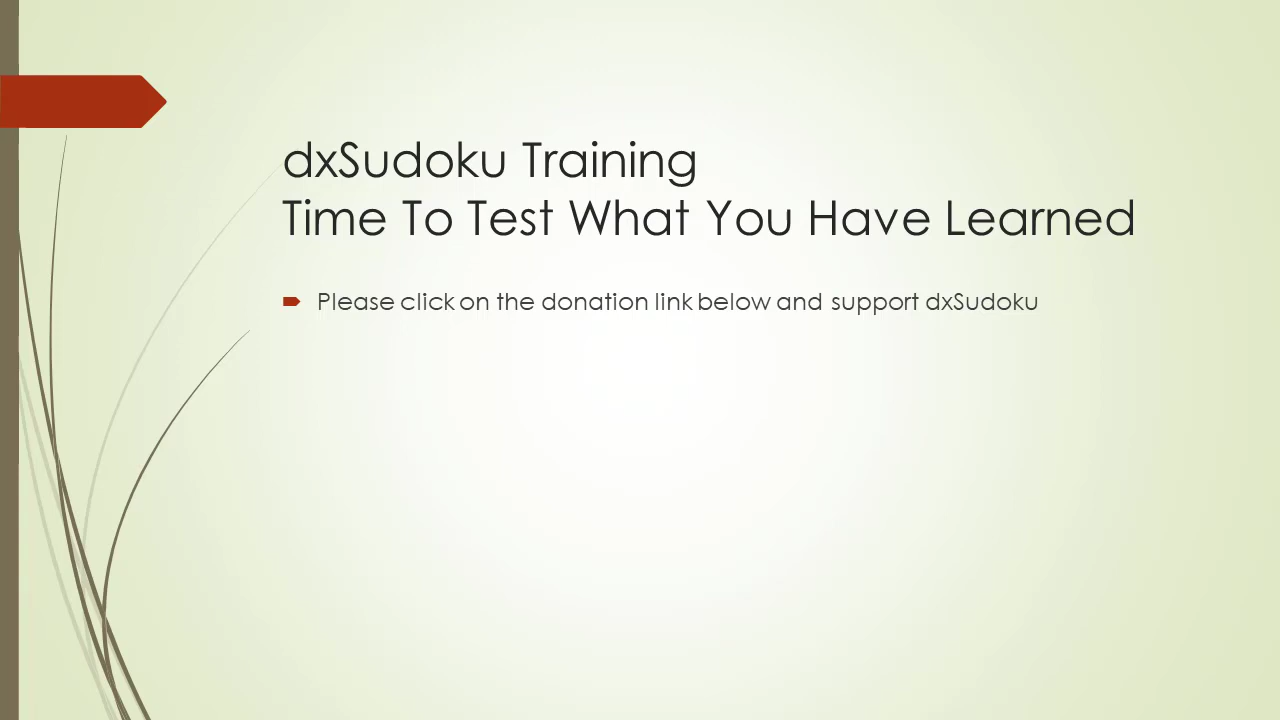 dxSudoku Training
Time To Test What You Have Learned
Please click on the donation link below and support dxSudoku